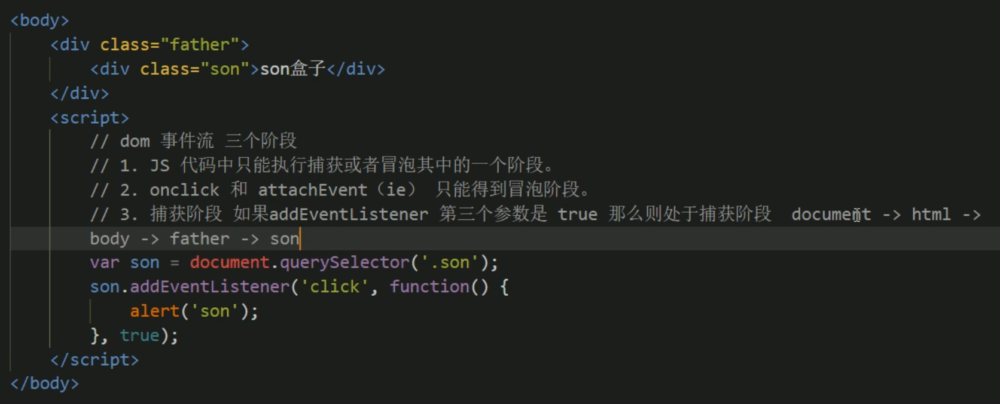 <body>
<div class="father">
<div class="son">son盒子</div>
</div>
<script>
// dom 事件流 三个阶段
// 1. JS 代码中只能执行捕获或者冒泡其中的一个阶段。
// 2. onclick 和 attachEvent（ie） 只能得到冒泡阶段。
// 3. 捕获阶段 如果addEventListener 第三个参数是 true 那么则处于捕获阶段  document -> html ->
body -> father -> son
var son = document.querySelector('.son');
son.addEventListener('click', function() {
alert('son');
}, true);
</script>
</body>